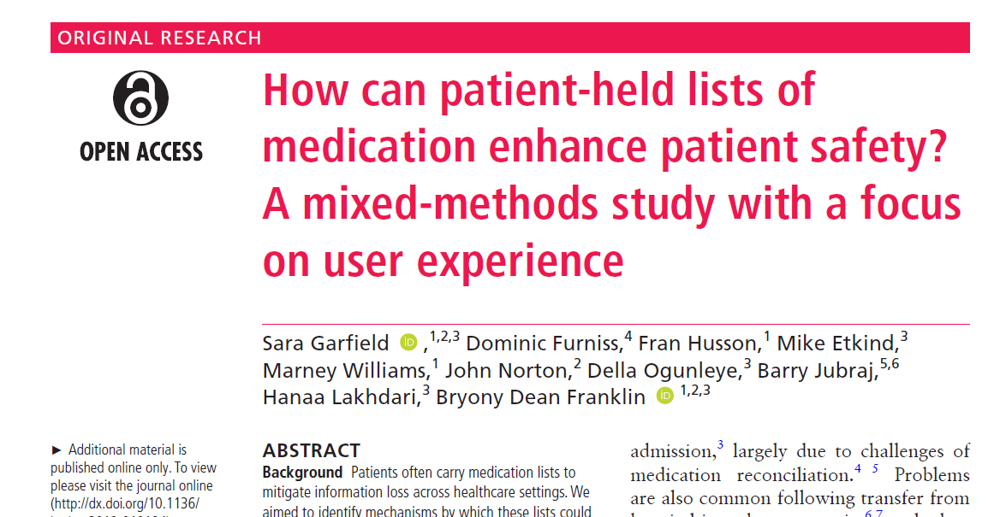 ORIGINAL RESEARCH
OPEN ACCESS
How can patient-held lists of
medication enhance patient safety?
A mixed-methods study with a focus
on user experience
Sara Garfield iD ,1,2,3 Dominic Furniss,4 Fran Husson,1 Mike Etkind,3
Marney Williams,1 John Norton,2 Della Ogunleye,3 Barry Jubraj,5,6
Hanaa Lakhdari,3 Bryony Dean Franklin iD 1,2,3
► Additional material is
published online only. To view
please visit the journal online
(http://dx.doi.org/10.1136/
ABSTRACT
Background Patients often carry medication lists to
mitigate information loss across healthcare settings. We
aimed to identify mechanisms by which these lists could
admission,3 largely due to challenges of
medication reconciliation.4 5 Problems
are also common following transfer from